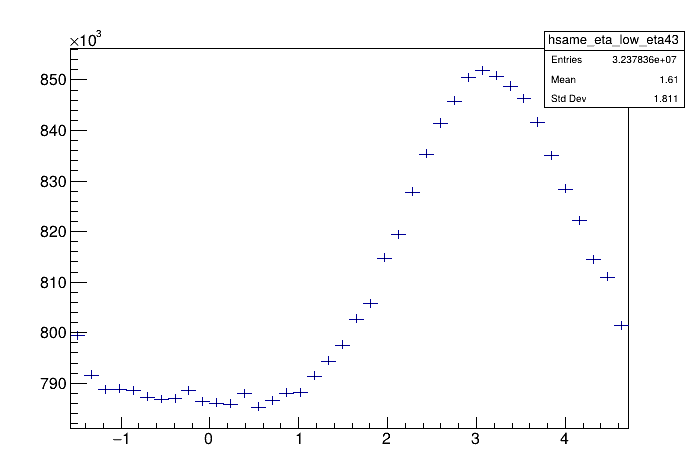 ×10³
hsame_eta_low_eta43
Entries 3.237836e+07
Mean 1.61
Std Dev 1.811
850
840
830
820
810
800
790
−1 0 1 2 3 4